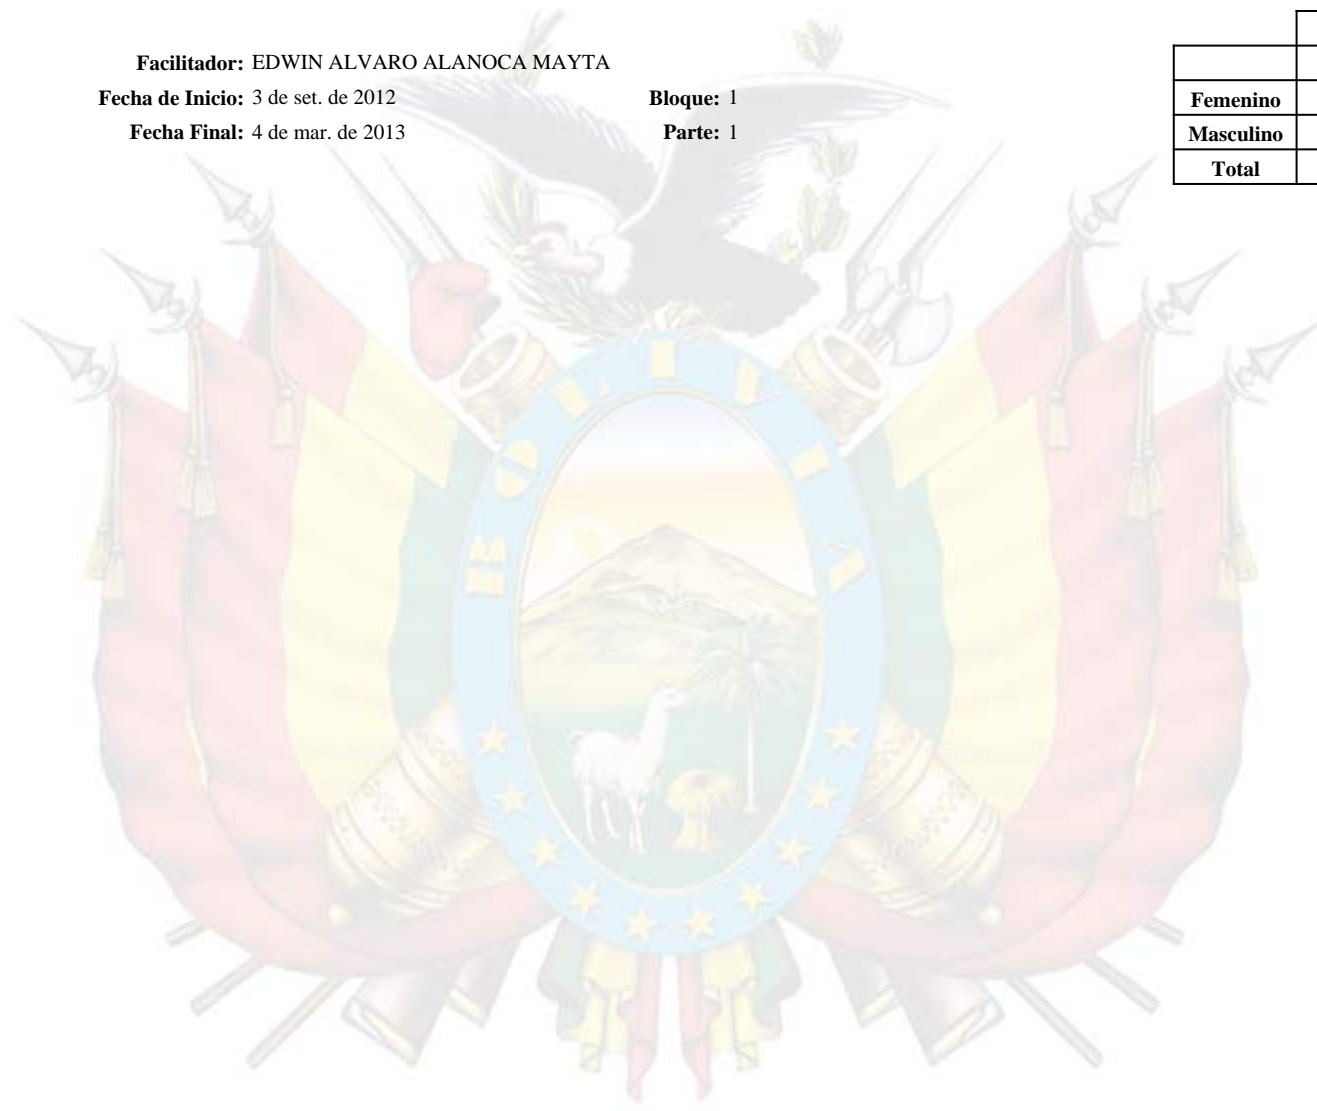 Facilitador: EDWIN ALVARO ALANOCA MAYTA
Fecha de Inicio: 3 de set. de 2012 Bloque: 1
Femenino
Fecha Final: 4 de mar. de 2013 Parte: 1
Masculino
Total
BOLIVIA